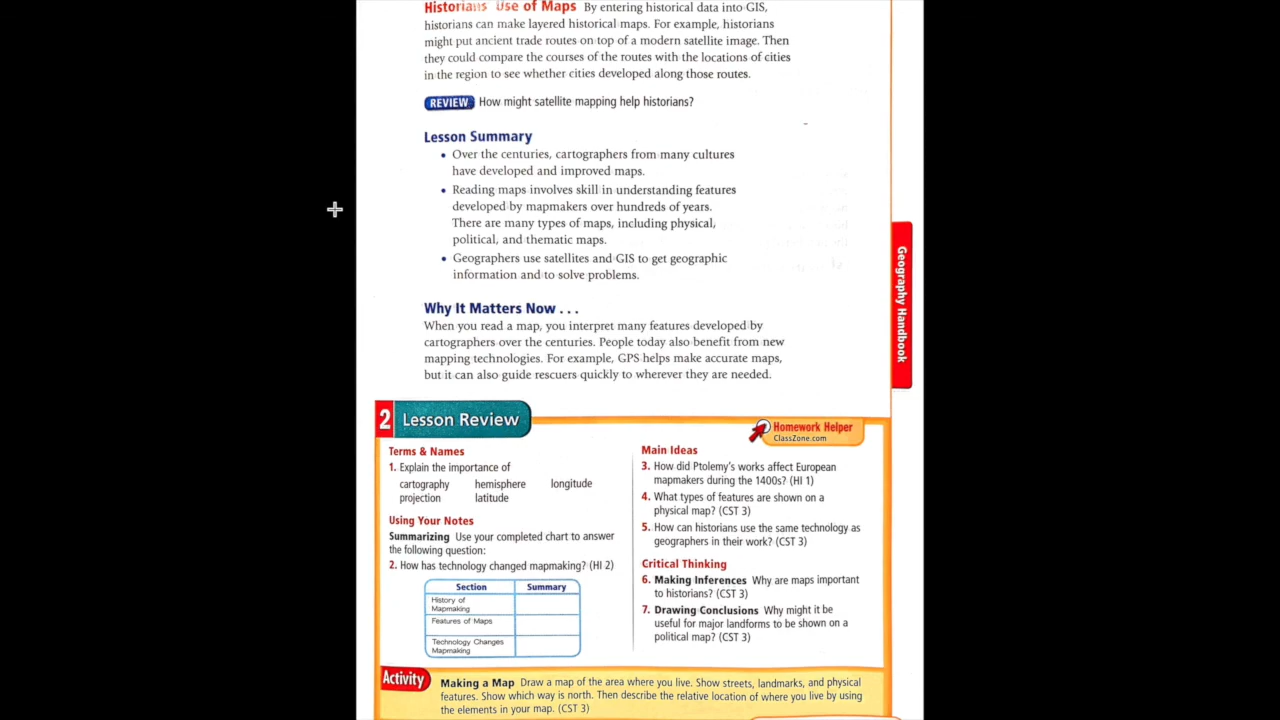 Historians Use of Maps By entering historical data into GIS,
historians can make layered historical maps. For example, historians
might put ancient trade routes on top of a modern satellite image. Then
they could compare the courses of the routes with the locations of cities
in the region to see whether cities developed along those routes.
REVIEW How might satellite mapping help historians?
Lesson Summary
• Over the centuries, cartographers from many cultures
have developed and improved maps.
• Reading maps involves skill in understanding features
developed by mapmakers over hundreds of years.
There are many types of maps, including physical,
political, and thematic maps.
• Geographers use satellites and GIS to get geographic
information and to solve problems.
Why It Matters Now . . .
When you read a map, you interpret many features developed by
cartographers over the centuries. People today also benefit from new
mapping technologies. For example, GPS helps make accurate maps,
but it can also guide rescuers quickly to wherever they are needed.
Geography Handbook
2 Lesson Review
Homework Helper
ClassZone.com
Terms & Names
1. Explain the importance of
cartography hemisphere longitude
projection latitude
Using Your Notes
Summarizing Use your completed chart to answer
the following question:
2. How has technology changed mapmaking? (HI 2)
Section Summary
History of
Mapmaking
Features of Maps
Technology Changes
Mapmaking
Main Ideas
3. How did Ptolemy's works affect European
mapmakers during the 1400s? (HI 1)
4. What types of features are shown on a
physical map? (CST 3)
5. How can historians use the same technology as
geographers in their work? (CST 3)
Critical Thinking
6. Making Inferences Why are maps important
to historians? (CST 3)
7. Drawing Conclusions Why might it be
useful for major landforms to be shown on a
political map? (CST 3)
Activity
Making a Map Draw a map of the area where you live. Show streets, landmarks, and physical
features. Show which way is north. Then describe the relative location of where you live by using
the elements in your map. (CST 3)